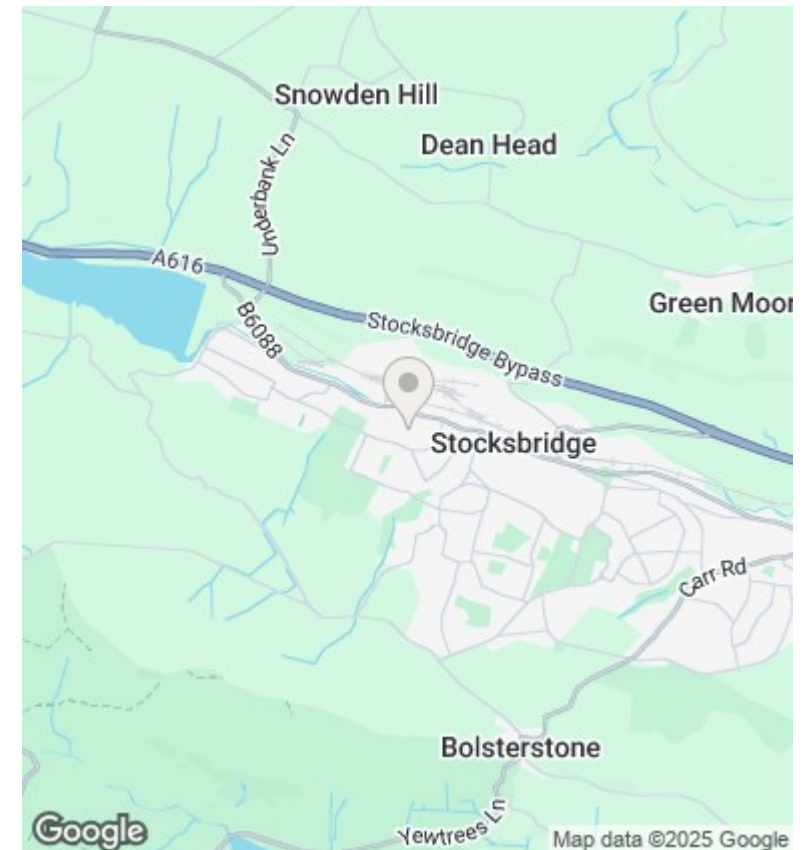 Snowden Hill
Dean Head
Underbank Ln
A616
Green Moor
B6088
Stocksbridge Bypass
Stocksbridge
Carr Rd
Bolsterstone
Yewtrees Ln
Google
Map data ©2025 Google